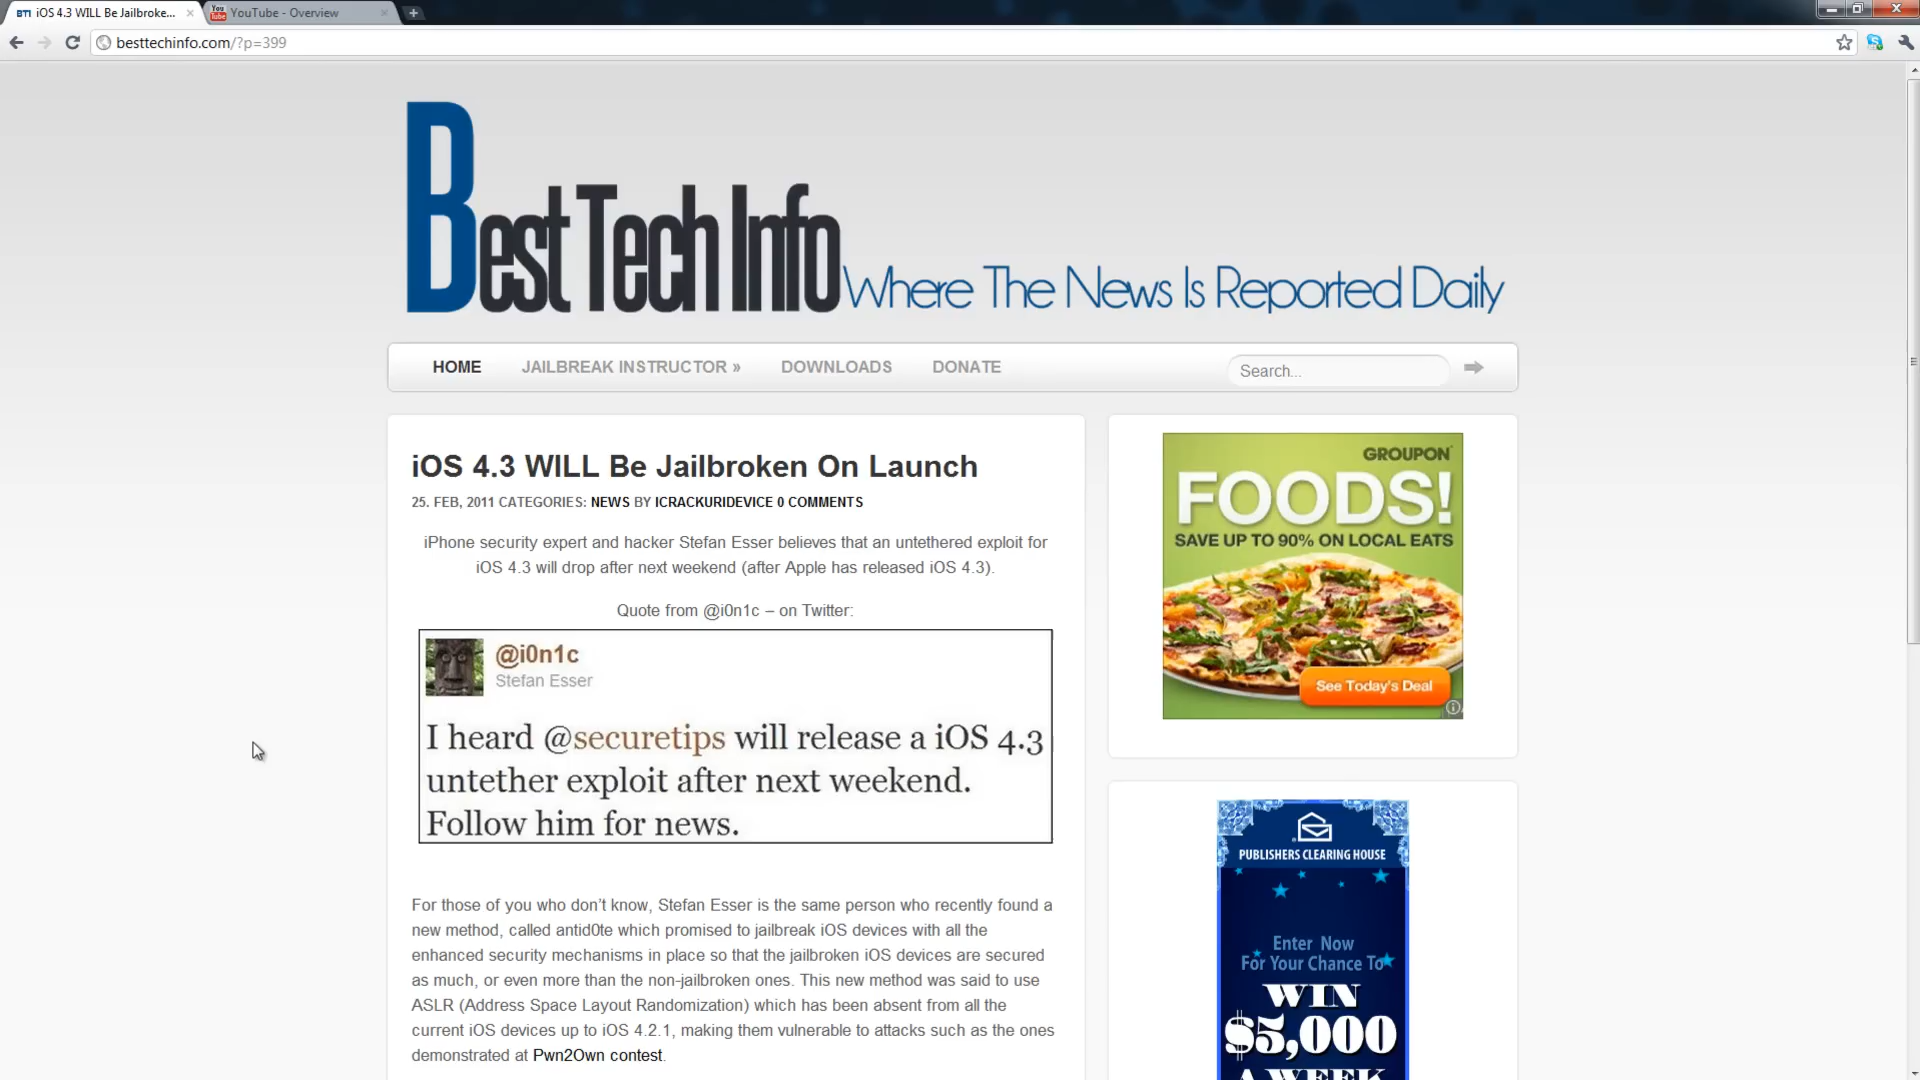 BTI iOS 4.3 WILL Be Jailbroke...
YouTube - Overview
besttechinfo.com/?p=399
Best Tech Info Where The News Is Reported Daily
HOME
JAILBREAK INSTRUCTOR »
DOWNLOADS
DONATE
Search...
iOS 4.3 WILL Be Jailbroken On Launch
25. FEB, 2011 CATEGORIES: NEWS BY ICRACKURIDEVICE 0 COMMENTS
iPhone security expert and hacker Stefan Esser believes that an untethered exploit for
iOS 4.3 will drop after next weekend (after Apple has released iOS 4.3).
Quote from @i0n1c – on Twitter:
@i0n1c
Stefan Esser
I heard @securetips will release a iOS 4.3
untether exploit after next weekend.
Follow him for news.
For those of you who don’t know, Stefan Esser is the same person who recently found a
new method, called antid0te which promised to jailbreak iOS devices with all the
enhanced security mechanisms in place so that the jailbroken iOS devices are secured
as much, or even more than the non-jailbroken ones. This new method was said to use
ASLR (Address Space Layout Randomization) which has been absent from all the
current iOS devices up to iOS 4.2.1, making them vulnerable to attacks such as the ones
demonstrated at Pwn2Own contest.
GROUPON
FOODS!
SAVE UP TO 90% ON LOCAL EATS
See Today's Deal
PUBLISHERS CLEARING HOUSE
Enter Now
For Your Chance To
WIN
$5,000
A WEEK